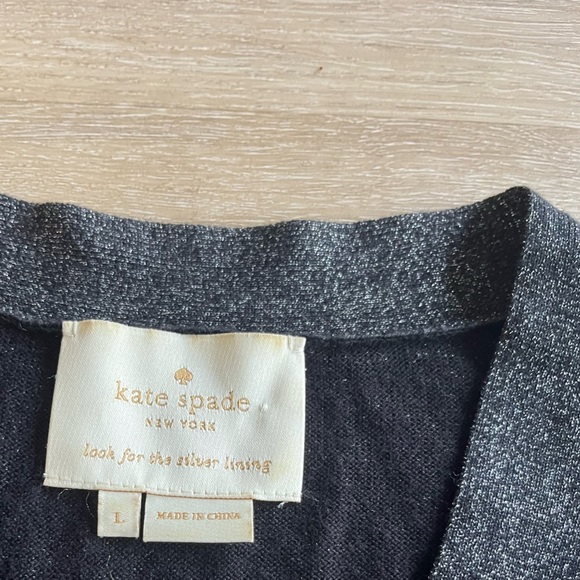 kate spade
NEW YORK
look for the silver lining
L
MADE IN CHINA